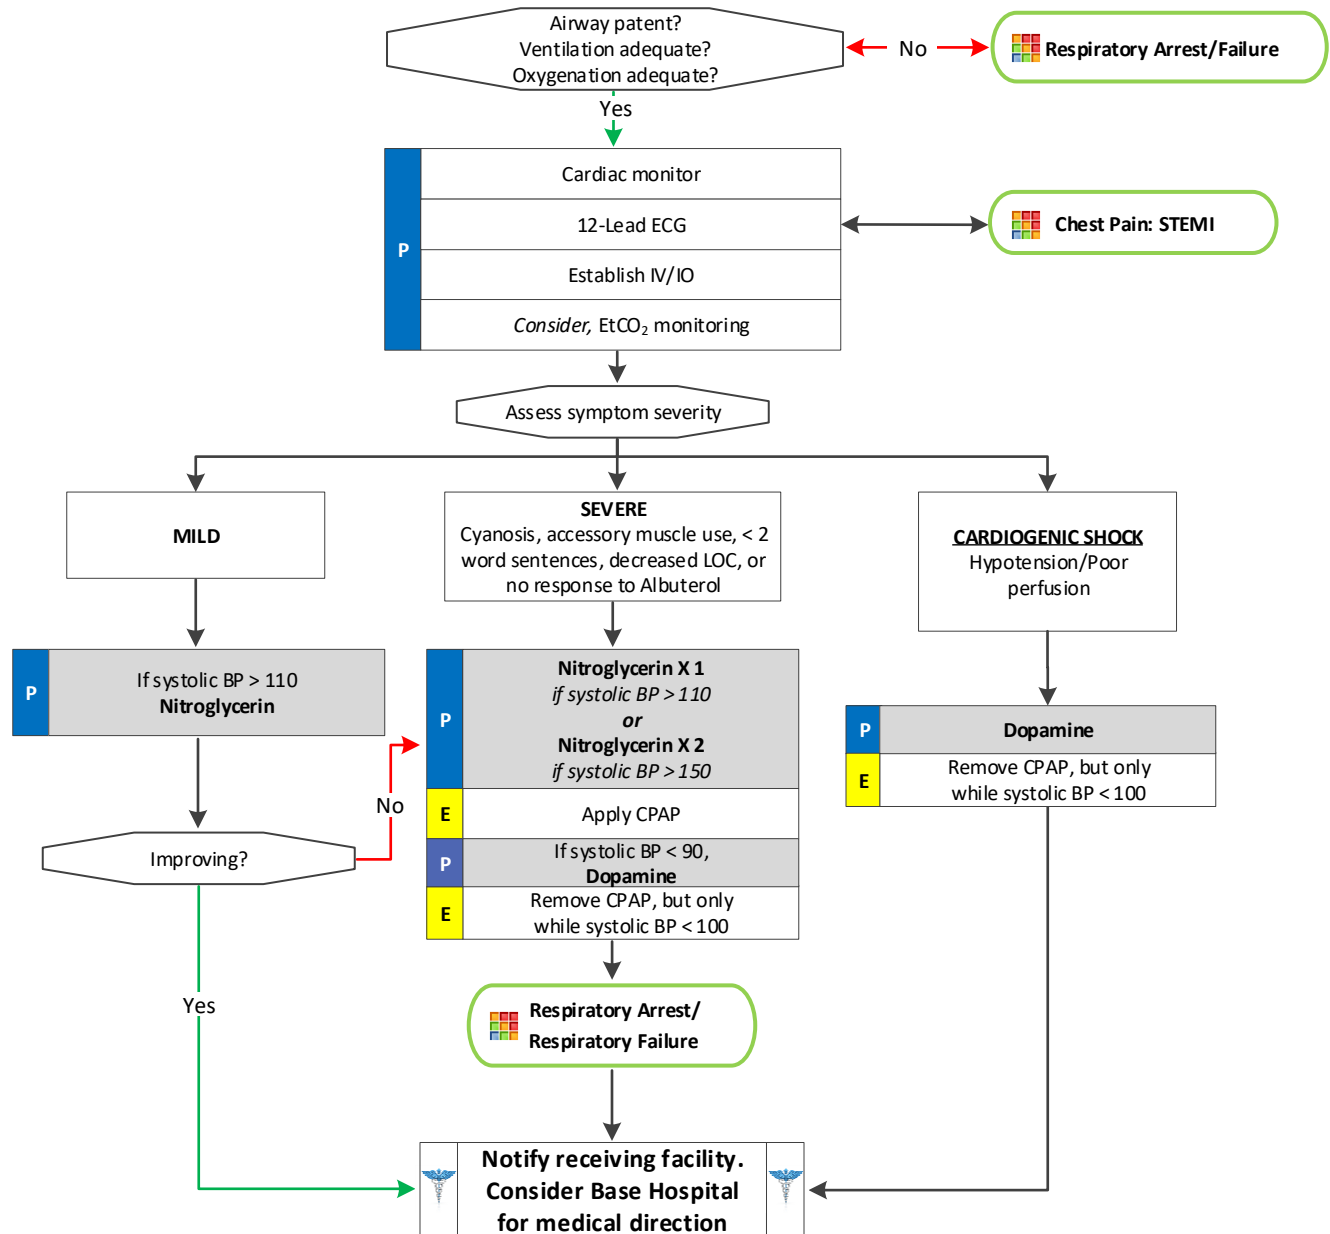 Airway patent?
Ventilation adequate?
Oxygenation adequate?
No
Respiratory Arrest/Failure
Yes
P
Cardiac monitor
12-Lead ECG
Establish IV/IO
Consider, EtCO₂ monitoring
Chest Pain: STEMI
Assess symptom severity
MILD
SEVERE
Cyanosis, accessory muscle use, < 2
word sentences, decreased LOC, or
no response to Albuterol
CARDIOGENIC SHOCK
Hypotension/Poor
perfusion
P
If systolic BP > 110
Nitroglycerin
P
Nitroglycerin X 1
if systolic BP > 110
or
Nitroglycerin X 2
if systolic BP > 150
E
Apply CPAP
P
If systolic BP < 90,
Dopamine
E
Remove CPAP, but only
while systolic BP < 100
P
Dopamine
E
Remove CPAP, but only
while systolic BP < 100
No
Improving?
Yes
Respiratory Arrest/
Respiratory Failure
Notify receiving facility.
Consider Base Hospital
for medical direction